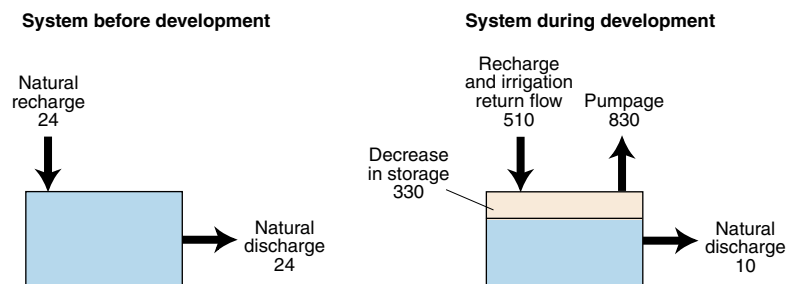 System before development
Natural
recharge
24
Natural
discharge
24
System during development
Recharge
and irrigation
return flow
510
Pumpage
830
Decrease
in storage
330
Natural
discharge
10